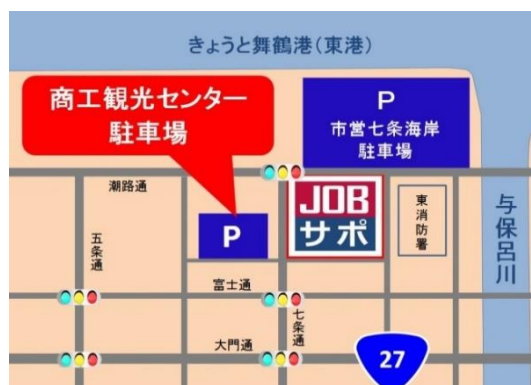 きょうと舞鶴港(東港)
商工観光センター
駐車場
P
市営七条海岸
駐車場
潮路通
JOB
サポ
東消防署
与保呂川
五条通
P
富士通
七条通
大門通
27